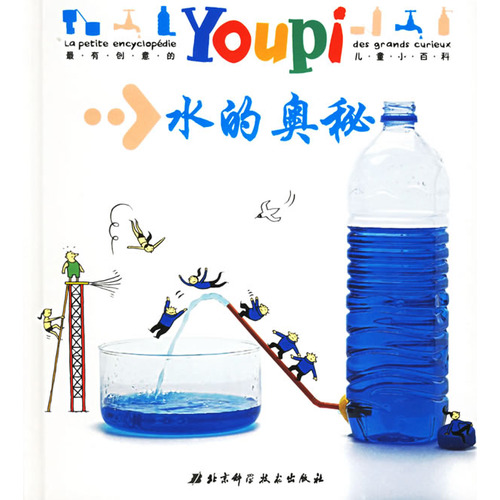 La petite encyclopédie
最·有·创·意·的
Youpi
des grands curieux
儿·童·小·百·科
水的奥秘
北京科学技术出版社